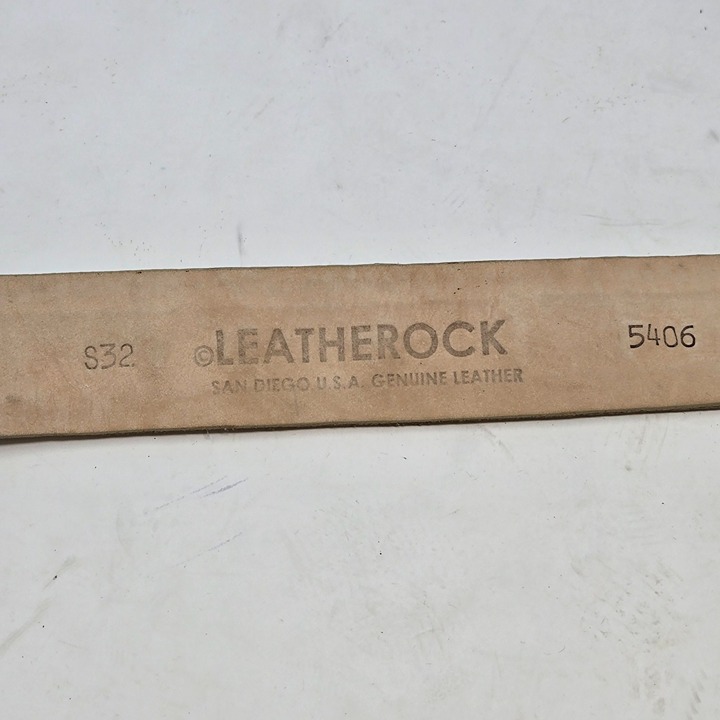 S32 ©LEATHEROCK 5406
SAN DIEGO U.S.A. GENUINE LEATHER